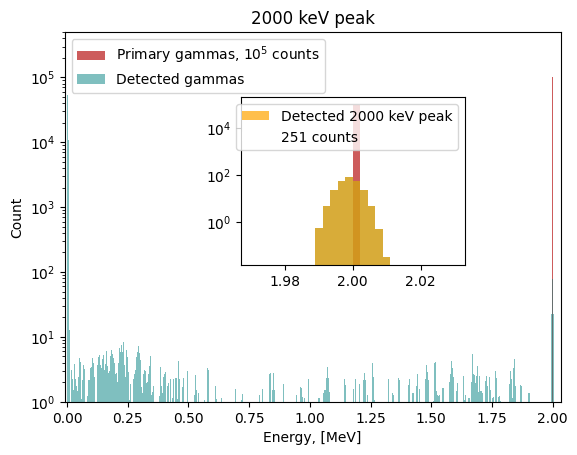 2000 keV peak
Primary gammas, 10⁵ counts
Detected gammas
Detected 2000 keV peak
251 counts
10⁴
10²
10⁰
1.98 2.00 2.02
Count
10⁵
10⁴
10³
10²
10¹
10⁰
0.00 0.25 0.50 0.75 1.00 1.25 1.50 1.75 2.00
Energy, [MeV]